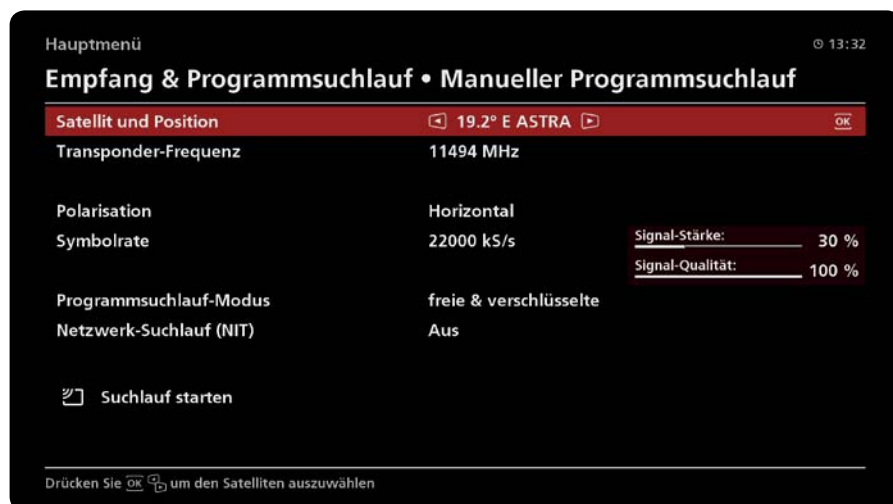 Hauptmenü 13:32
Empfang & Programmsuchlauf • Manueller Programmsuchlauf
Satellit und Position 19.2° E ASTRA OK
Transponder-Frequenz 11494 MHz
Polarisation Horizontal
Symbolrate 22000 kS/s Signal-Stärke: 30 %
Signal-Qualität: 100 %
Programmsuchlauf-Modus freie & verschlüsselte
Netzwerk-Suchlauf (NIT) Aus
Suchlauf starten
Drücken Sie OK um den Satelliten auszuwählen